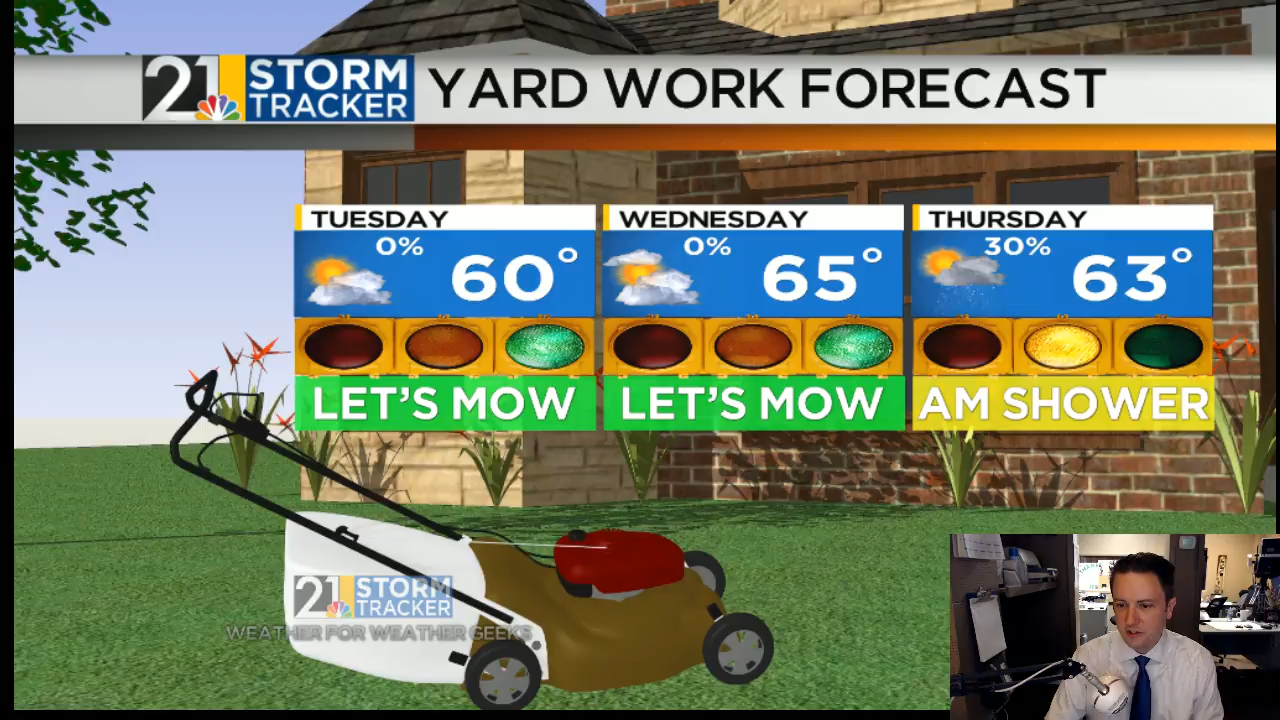 21 STORM TRACKER YARD WORK FORECAST
TUESDAY
0%
60°
LET'S MOW
WEDNESDAY
0%
65°
LET'S MOW
THURSDAY
30%
63°
AM SHOWER
21 STORM TRACKER
WEATHER FOR WEATHER GEEKS